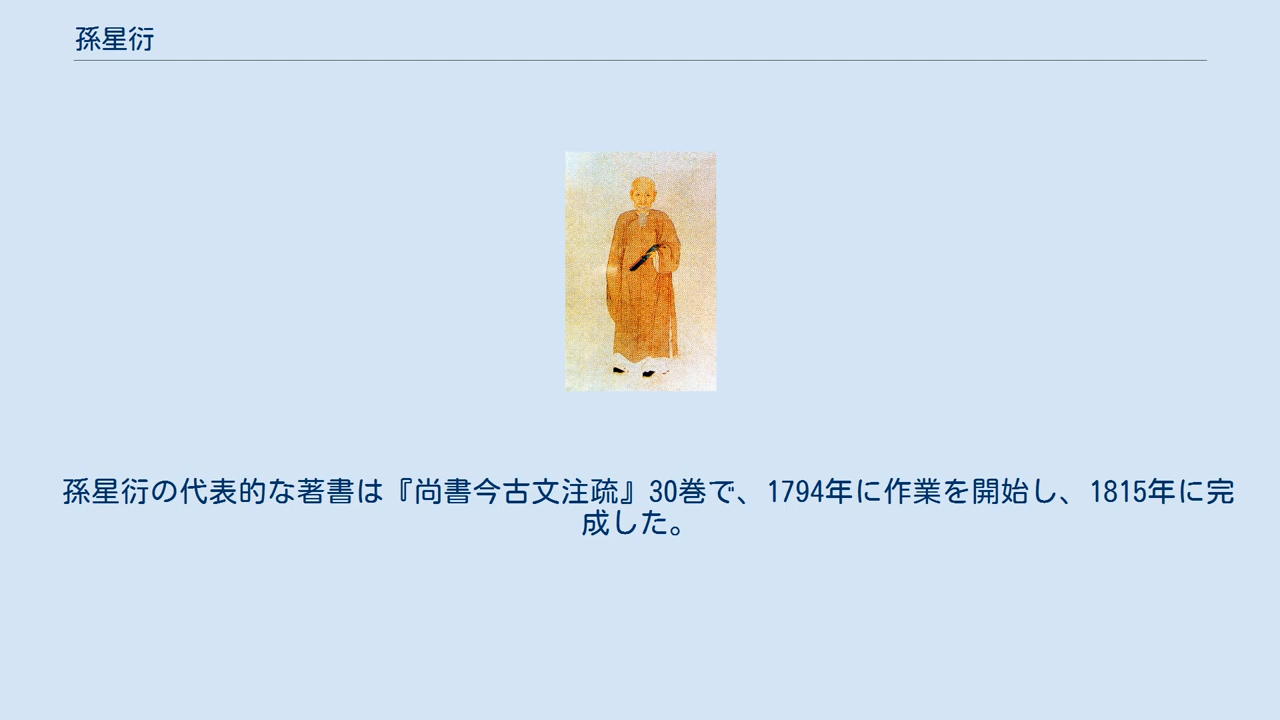 孫星衍
孫星衍の代表的な著書は『尚書今古文注疏』30巻で、1794年に作業を開始し、1815年に完
成した。